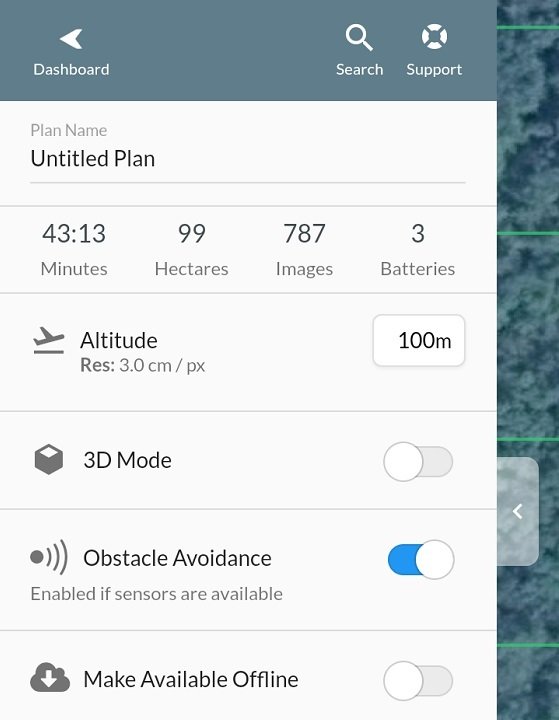 Dashboard
Search
Support
Plan Name
Untitled Plan
43:13
99
787
3
Minutes
Hectares
Images
Batteries
Altitude
100m
Res: 3.0 cm / px
3D Mode
Obstacle Avoidance
Enabled if sensors are available
Make Available Offline